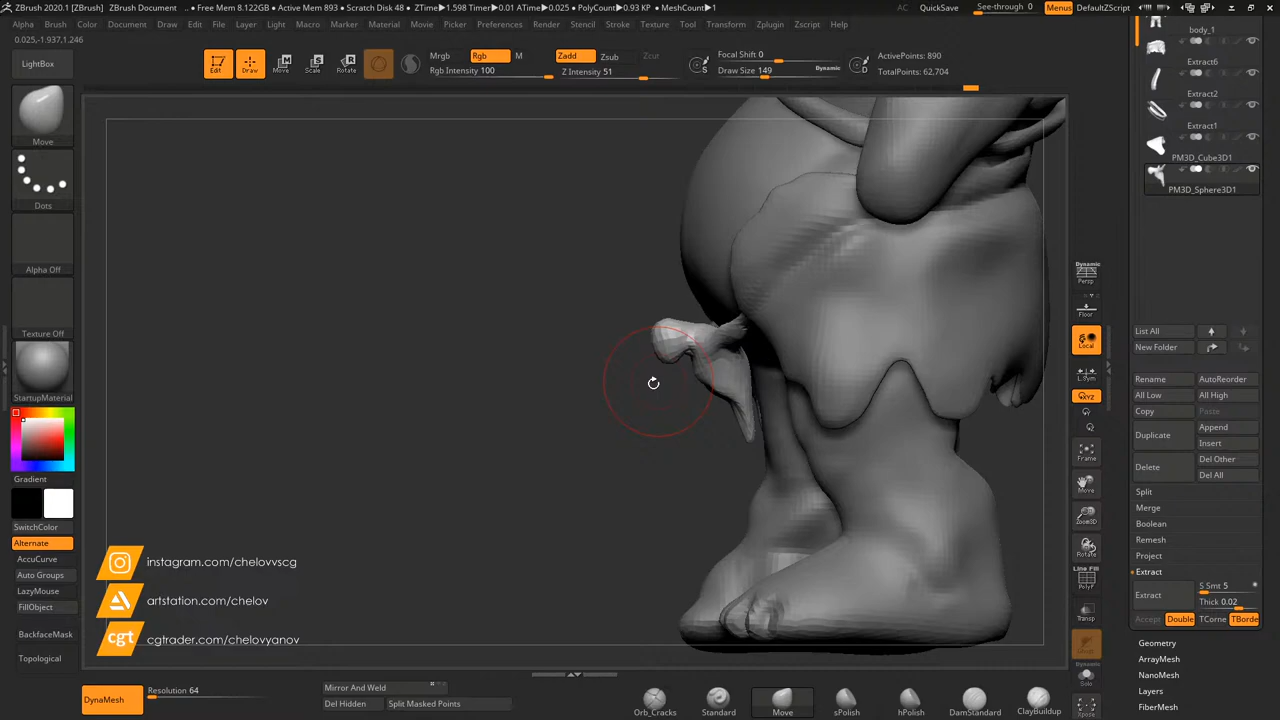 ZBrush 2020.1 [ZBrush] ZBrush Document ● Free Mem 8.122GB ● Active Mem 893 ● Scratch Disk 48 ● ZTime▶1.598 Timer▶0.01 ATime▶0.025 ● PolyCount▶0.93 KP ● MeshCount▶1 AC QuickSave See-through 0 Menus DefaultZScript
Alpha Brush Color Document Draw Edit File Layer Light Macro Marker Material Movie Picker Preferences Render Stencil Stroke Texture Tool Transform Zplugin Zscript Help
0.025,-1.937,1.246
LightBox
Edit Draw Move Scale Rotate
Mrgb Rgb M
Rgb Intensity 100
Zadd Zsub Zcut
Z Intensity 51
S
Focal Shift 0
Draw Size 149 Dynamic
D
ActivePoints: 890
TotalPoints: 62,704
Move
Dots
Alpha Off
Texture Off
StartupMaterial
Gradient
SwitchColor
Alternate
AccuCurve
Auto Groups
LazyMouse
FillObject
BackfaceMask
Topological
instagram.com/chelovvscg
artstation.com/chelov
cgt cgtrader.com/chelovyanov
DynaMesh
Resolution 64
Mirror And Weld
Del Hidden Split Masked Points
Orb_Cracks Standard Move sPolish hPolish DamStandard ClayBuildup
Dynamic
Persp
Floor
Local
L.Sym
XYZ
Frame
Move
Zoom3D
Rotate
Line Fill
PolyF
Transp
Dynamic
Solo
Xpose
body_1
Extract6
Extract2
Extract1
PM3D_Cube3D1
PM3D_Sphere3D1
List All
New Folder
Rename AutoReorder
All Low All High
Copy Paste
Duplicate Append
Insert
Delete Del Other
Del All
Split
Merge
Boolean
Remesh
Project
Extract
Extract S Smt 5
Thick 0.02
Accept Double TCorne TBorde
Geometry
ArrayMesh
NanoMesh
Layers
FiberMesh